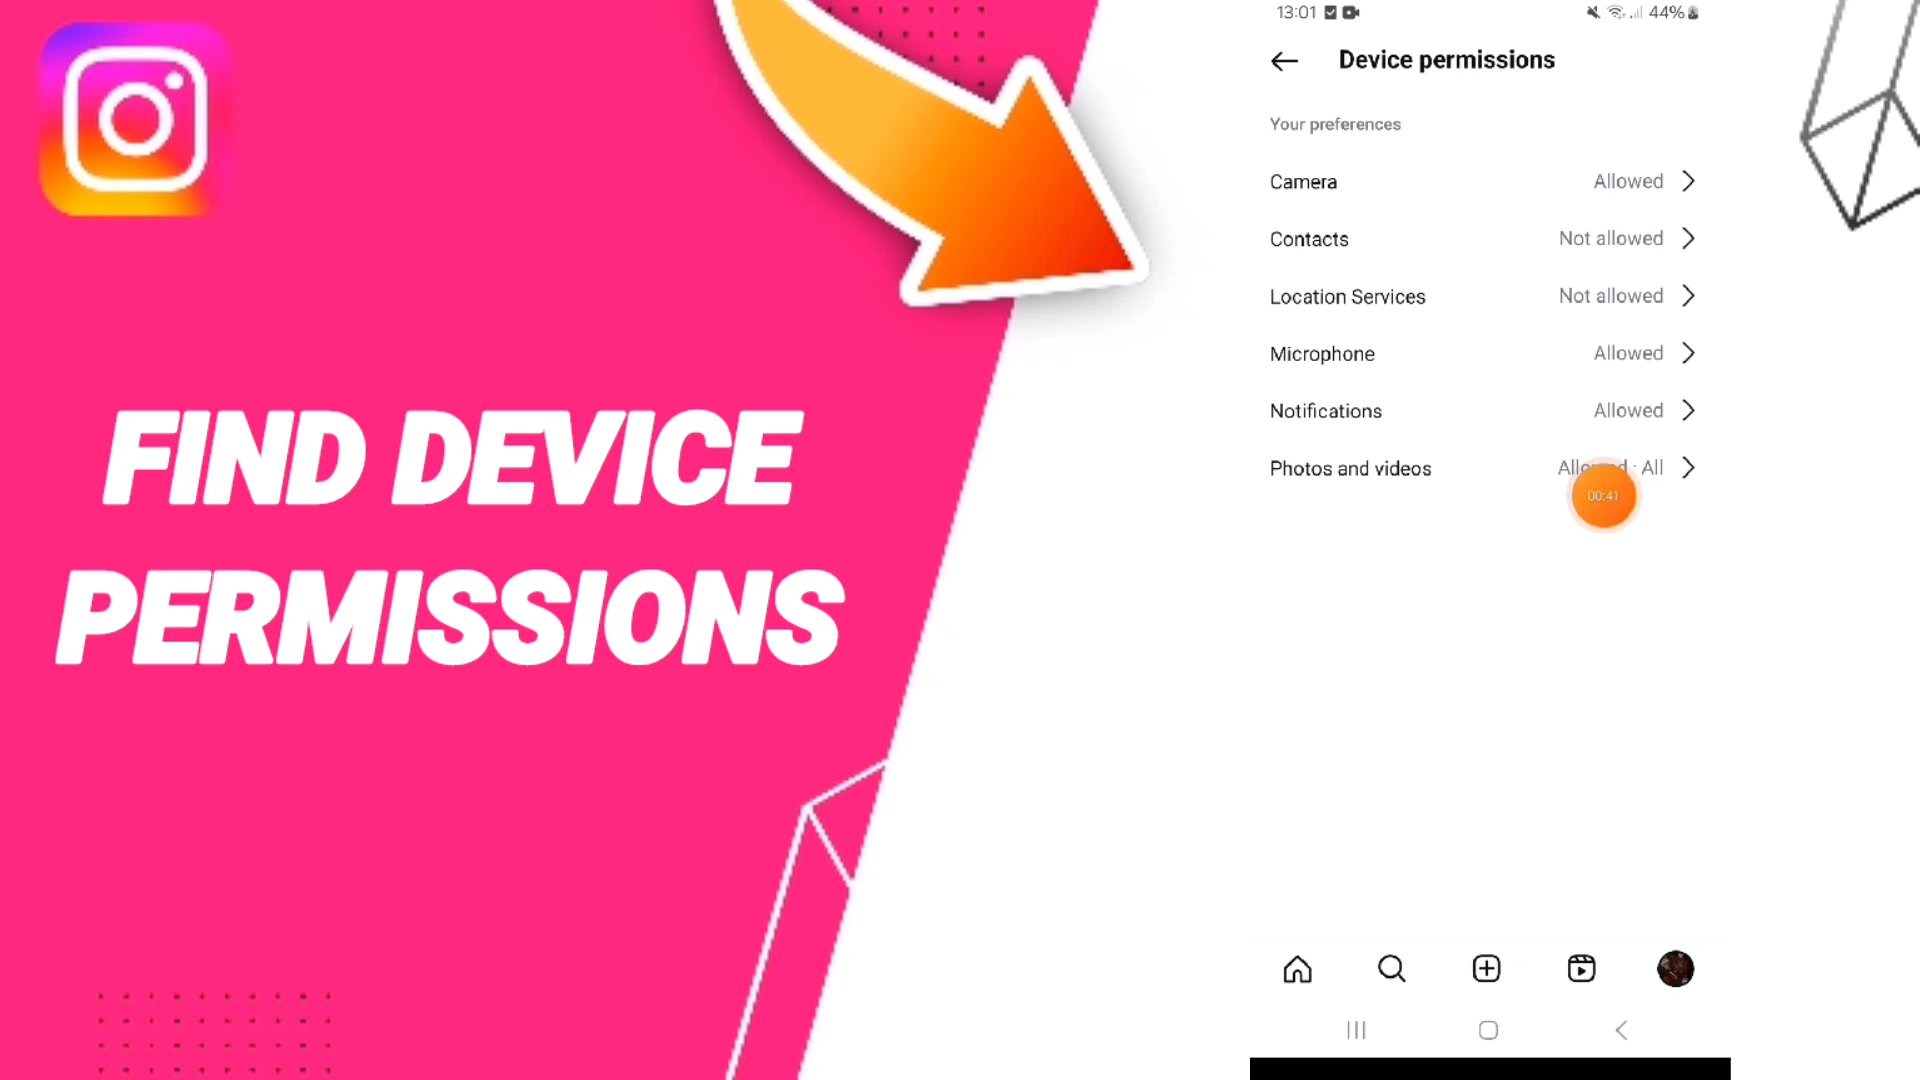 FIND DEVICE
PERMISSIONS
13:01 44%
Device permissions
Your preferences
Camera Allowed
Contacts Not allowed
Location Services Not allowed
Microphone Allowed
Notifications Allowed
Photos and videos All
00:41